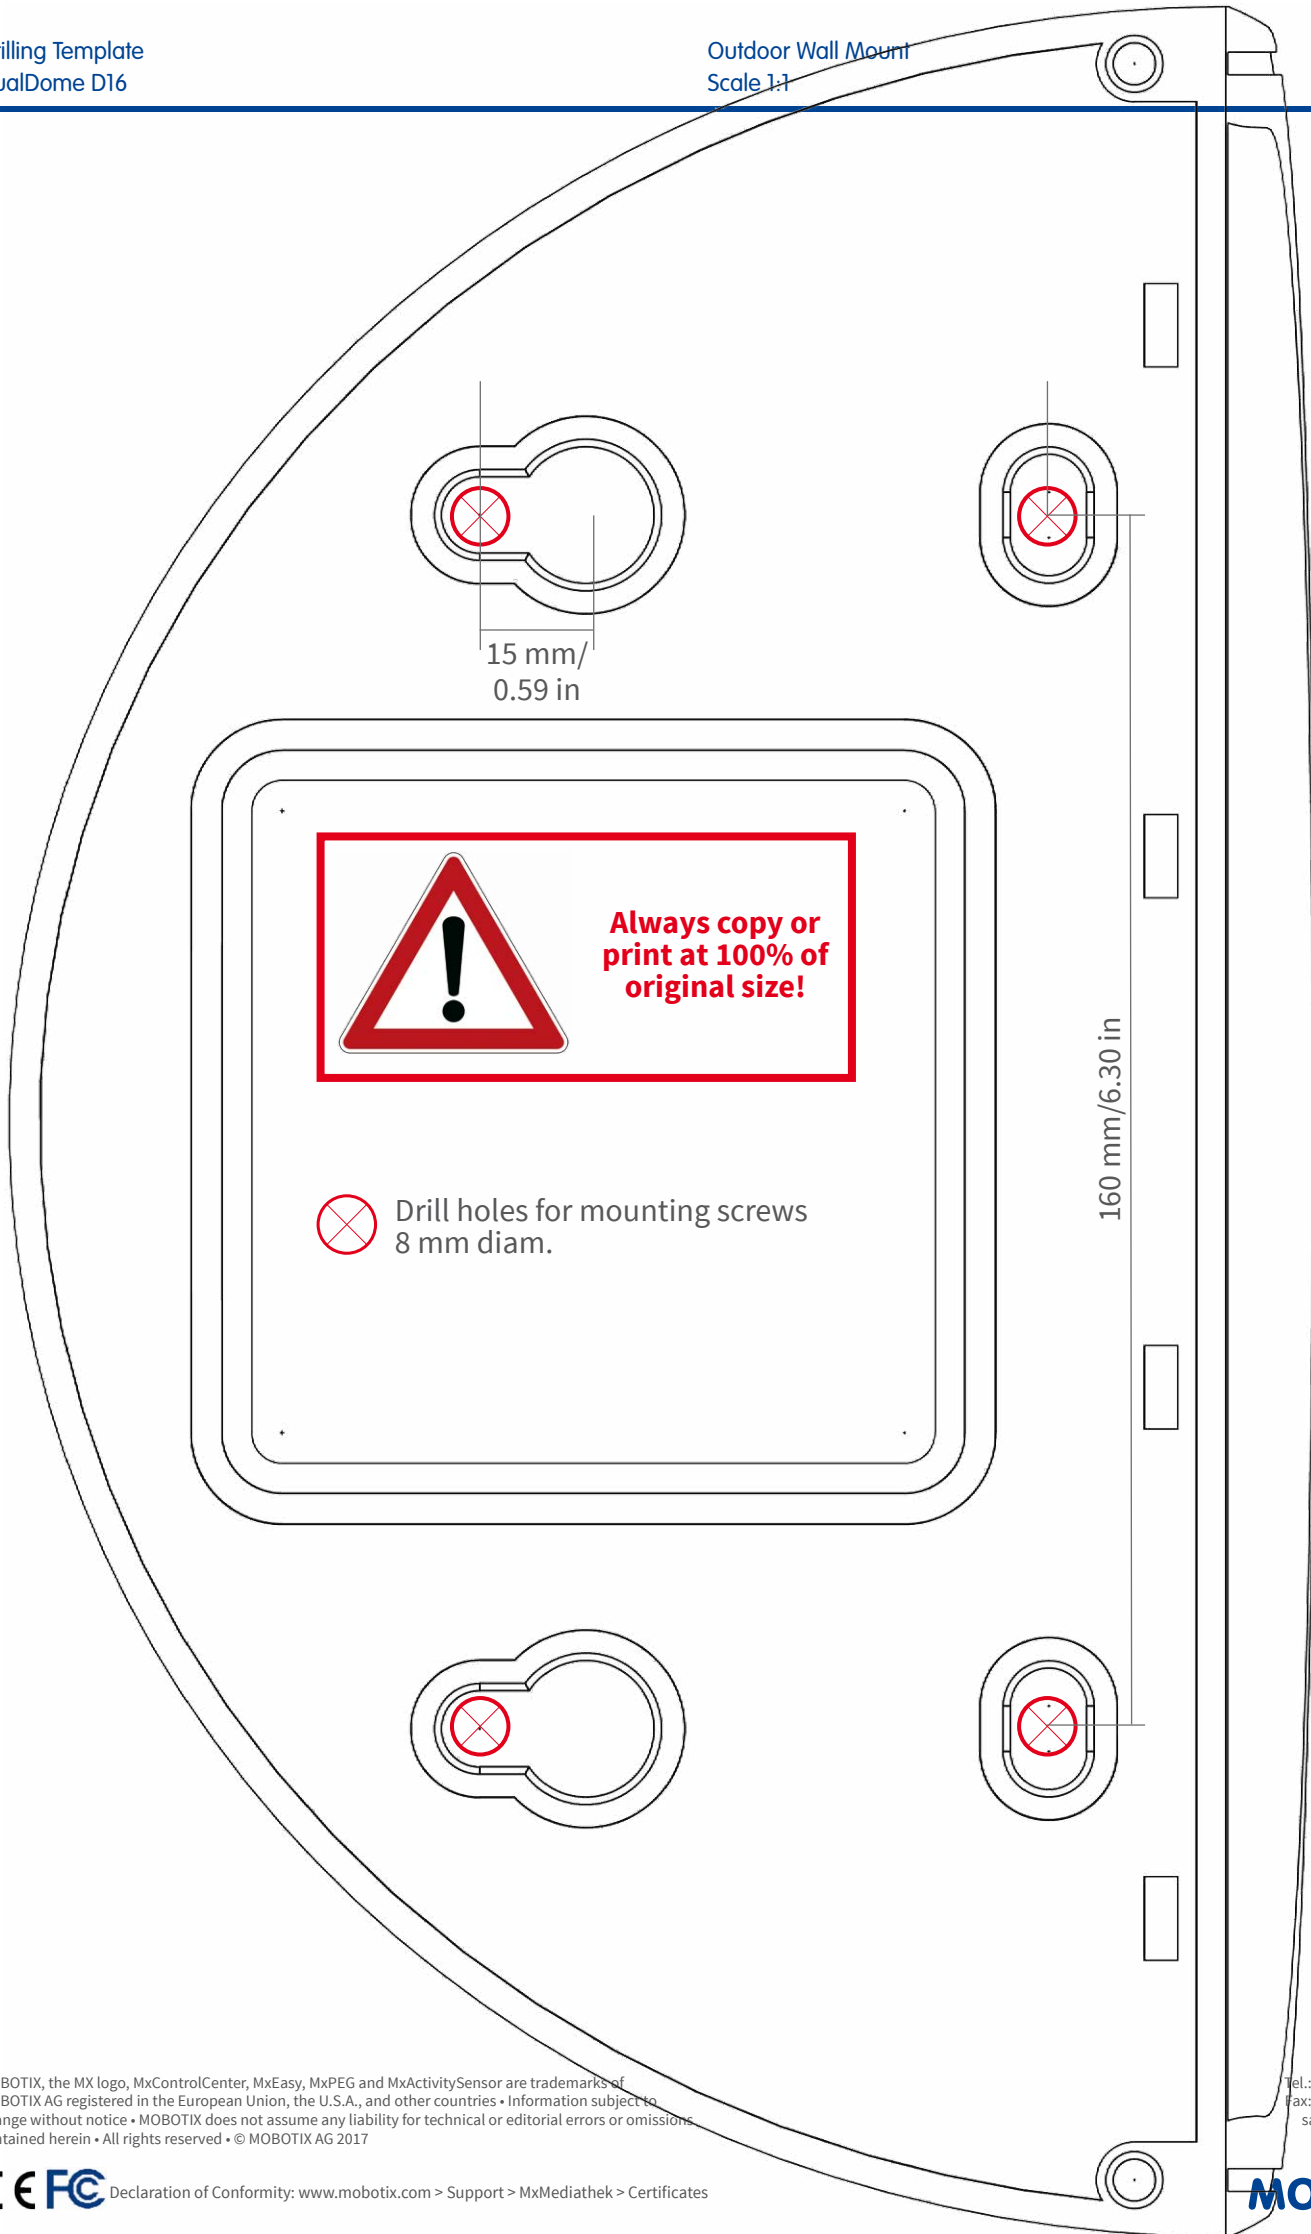 illing Template
ualDome D16
Outdoor Wall Mount
Scale 1:1
15 mm/
0.59 in
Always copy or
print at 100% of
original size!
160 mm/6.30 in
Drill holes for mounting screws
8 mm diam.
BOTIX, the MX logo, MxControlCenter, MxEasy, MxPEG and MxActivitySensor are trademarks of
BOTIX AG registered in the European Union, the U.S.A., and other countries • Information subject to
ange without notice • MOBOTIX does not assume any liability for technical or editorial errors or omissions
ntained herein • All rights reserved • © MOBOTIX AG 2017
Tel.:
Fax:
sa
CE FC Declaration of Conformity: www.mobotix.com > Support > MxMediathek > Certificates
MO